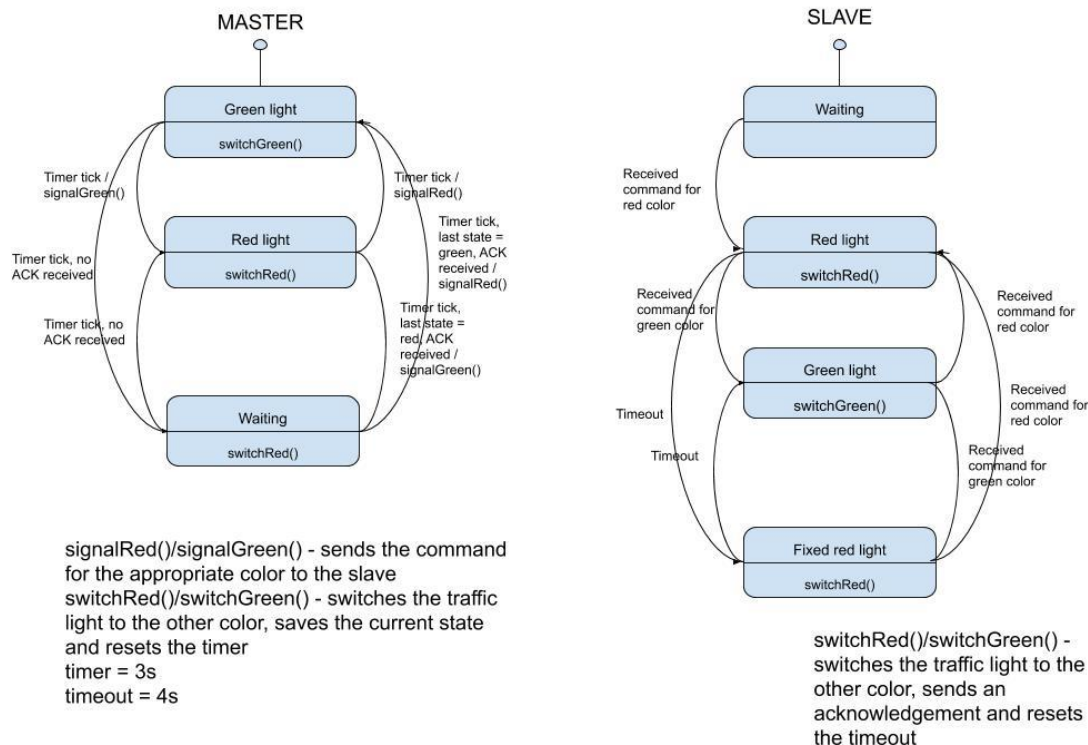 MASTER
Green light
switchGreen()
Timer tick /
signalGreen()
Timer tick /
signalRed()
Red light
switchRed()
Timer tick, no
ACK received
Timer tick,
last state =
green, ACK
received /
signalRed()
Timer tick, no
ACK received
Timer tick,
last state =
red, ACK
received /
signalGreen()
Waiting
switchRed()
signalRed()/signalGreen() - sends the command
for the appropriate color to the slave
switchRed()/switchGreen() - switches the traffic
light to the other color, saves the current state
and resets the timer
timer = 3s
timeout = 4s
SLAVE
Waiting
Received
command for
red color
Red light
switchRed()
Received
command for
green color
Received
command for
red color
Green light
switchGreen()
Timeout
Received
command for
red color
Timeout
Received
command for
green color
Fixed red light
switchRed()
switchRed()/switchGreen() -
switches the traffic light to the
other color, sends an
acknowledgement and resets
the timeout